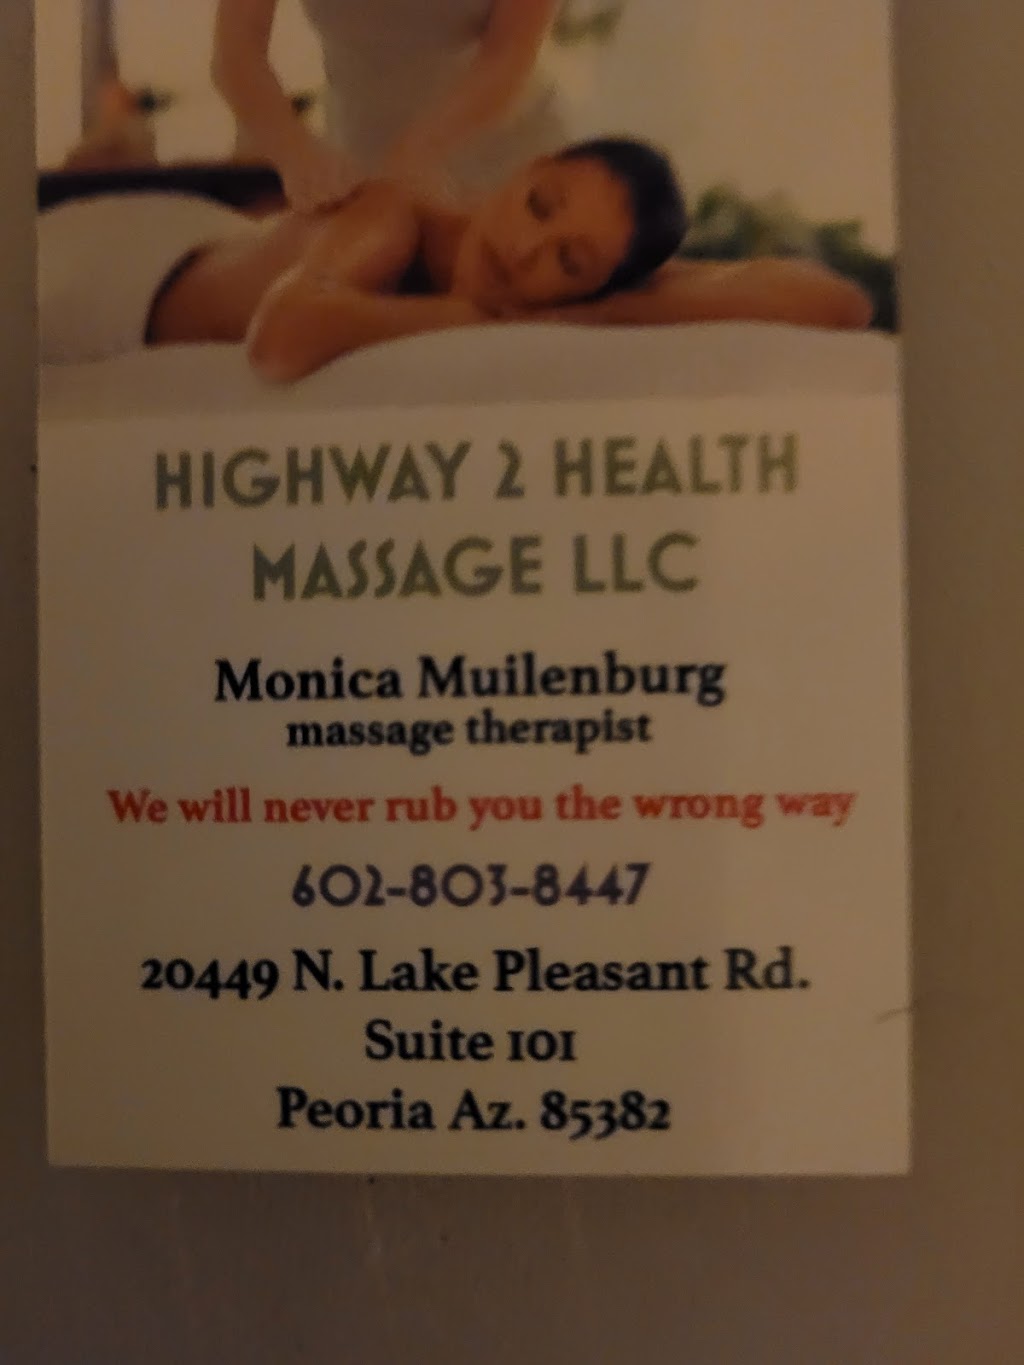 HIGHWAY 2 HEALTH
MASSAGE LLC
Monica Muilenburg
massage therapist
We will never rub you the wrong way
602-803-8447
20449 N. Lake Pleasant Rd.
Suite 101
Peoria Az. 85382